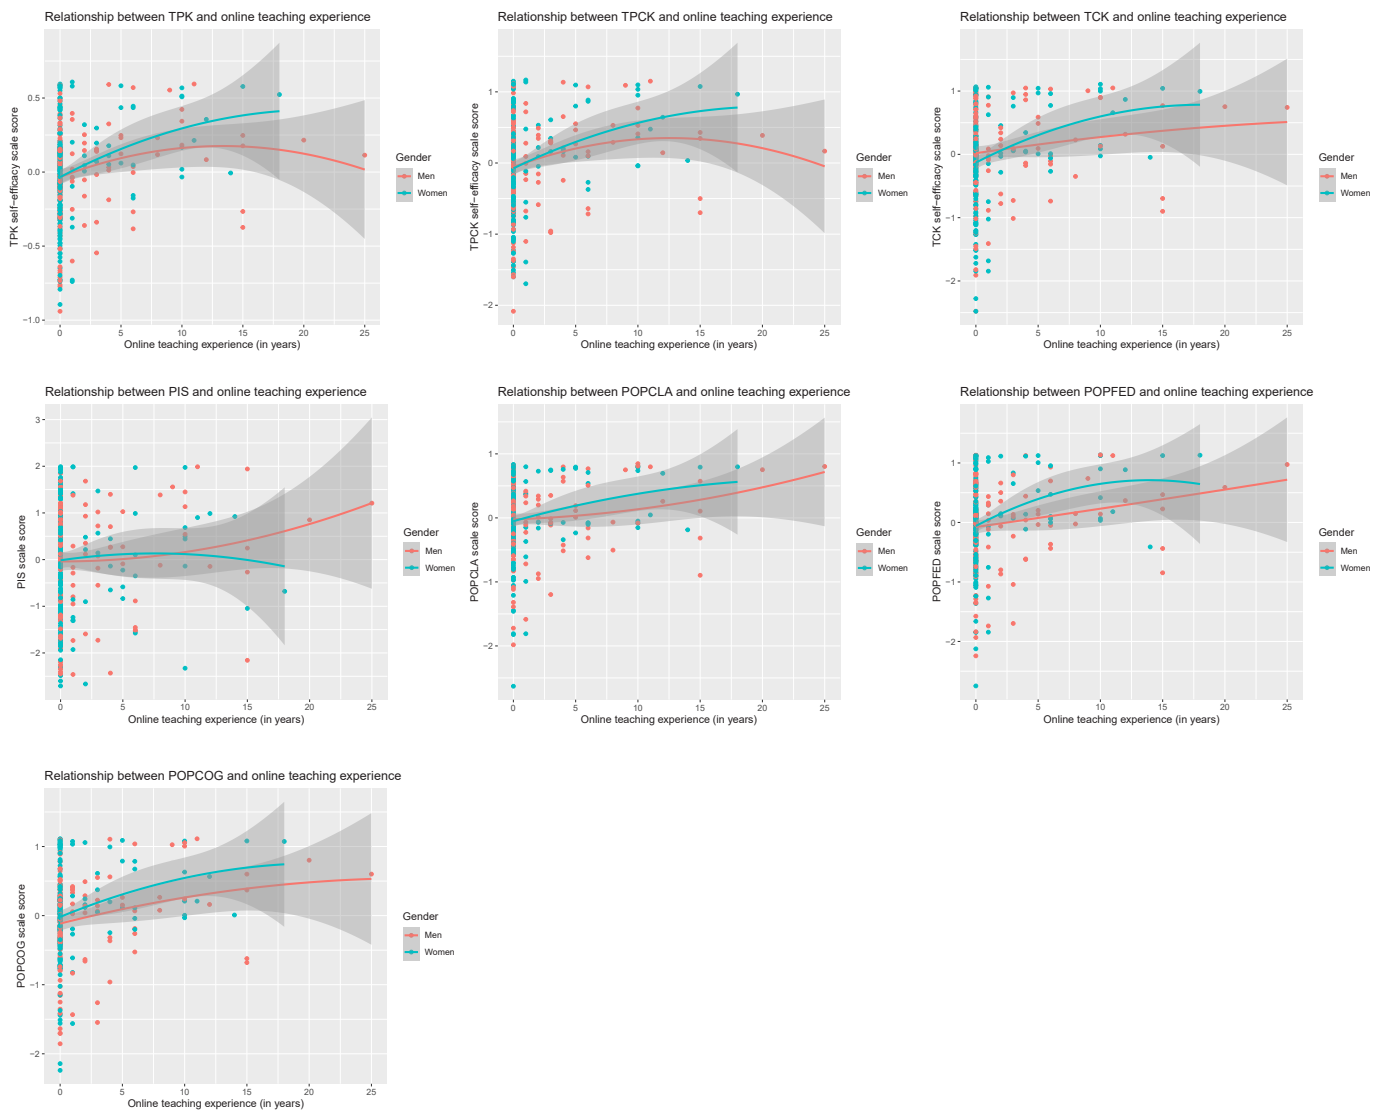 Relationship between TPK and online teaching experience
TPK self−efficacy scale score
0.5
0.0
−0.5
−1.0
0 5 10 15 20 25
Online teaching experience (in years)
Gender
Men
Women
Relationship between TPCK and online teaching experience
TPCK self−efficacy scale score
1
0
−1
−2
0 5 10 15 20 25
Online teaching experience (in years)
Gender
Men
Women
Relationship between TCK and online teaching experience
TCK self−efficacy scale score
1
0
−1
−2
0 5 10 15 20 25
Online teaching experience (in years)
Gender
Men
Women
Relationship between PIS and online teaching experience
PIS scale score
3
2
1
0
−1
−2
0 5 10 15 20 25
Online teaching experience (in years)
Gender
Men
Women
Relationship between POPCLA and online teaching experience
POPCLA scale score
1
0
−1
−2
0 5 10 15 20 25
Online teaching experience (in years)
Gender
Men
Women
Relationship between POPFED and online teaching experience
POPFED scale score
1
0
−1
−2
0 5 10 15 20 25
Online teaching experience (in years)
Gender
Men
Women
Relationship between POPCOG and online teaching experience
POPCOG scale score
1
0
−1
−2
0 5 10 15 20 25
Online teaching experience (in years)
Gender
Men
Women